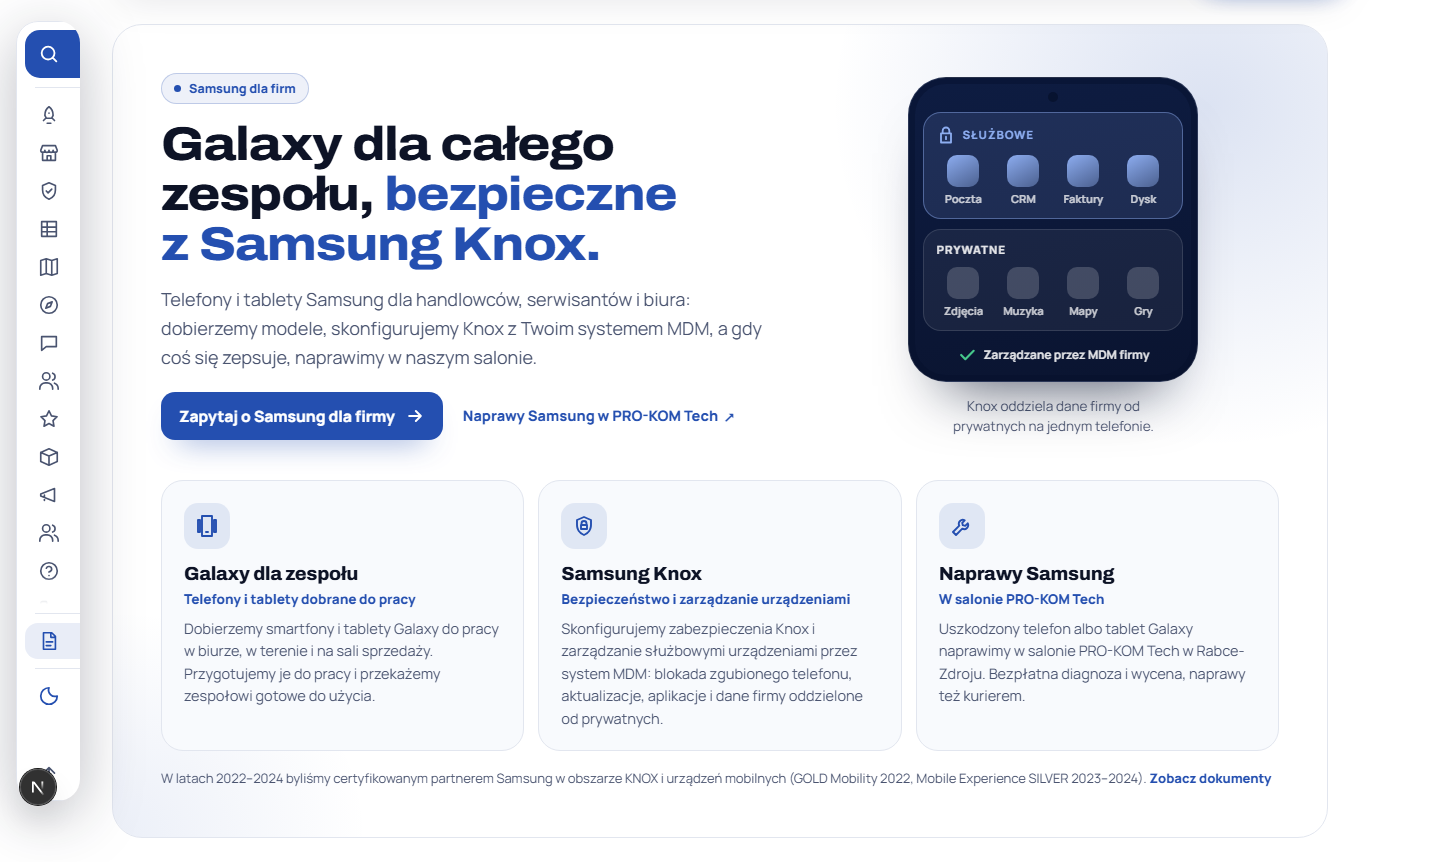 Samsung dla firm
Galaxy dla całego
zespołu, bezpieczne
z Samsung Knox.
Telefony i tablety Samsung dla handlowców, serwisantów i biura:
dobierzemy modele, skonfigurujemy Knox z Twoim systemem MDM, a gdy
coś się zepsuje, naprawimy w naszym salonie.
Zapytaj o Samsung dla firmy →
Naprawy Samsung w PRO-KOM Tech ↗
SŁUŻBOWE
Poczta CRM Faktury Dysk
PRYWATNE
Zdjęcia Muzyka Mapy Gry
Zarządzane przez MDM firmy
Knox oddziela dane firmy od
prywatnych na jednym telefonie.
Galaxy dla zespołu
Telefony i tablety dobrane do pracy
Dobierzemy smartfony i tablety Galaxy do pracy
w biurze, w terenie i na sali sprzedaży.
Przygotujemy je do pracy i przekażemy
zespołowi gotowe do użycia.
Samsung Knox
Bezpieczeństwo i zarządzanie urządzeniami
Skonfigurujemy zabezpieczenia Knox i
zarządzanie służbowymi urządzeniami przez
system MDM: blokada zgubionego telefonu,
aktualizacje, aplikacje i dane firmy oddzielone
od prywatnych.
Naprawy Samsung
W salonie PRO-KOM Tech
Uszkodzony telefon albo tablet Galaxy
naprawimy w salonie PRO-KOM Tech w Rabce-
Zdroju. Bezpłatna diagnoza i wycena, naprawy
też kurierem.
W latach 2022–2024 byliśmy certyfikowanym partnerem Samsung w obszarze KNOX i urządzeń mobilnych (GOLD Mobility 2022, Mobile Experience SILVER 2023–2024). Zobacz dokumenty
N